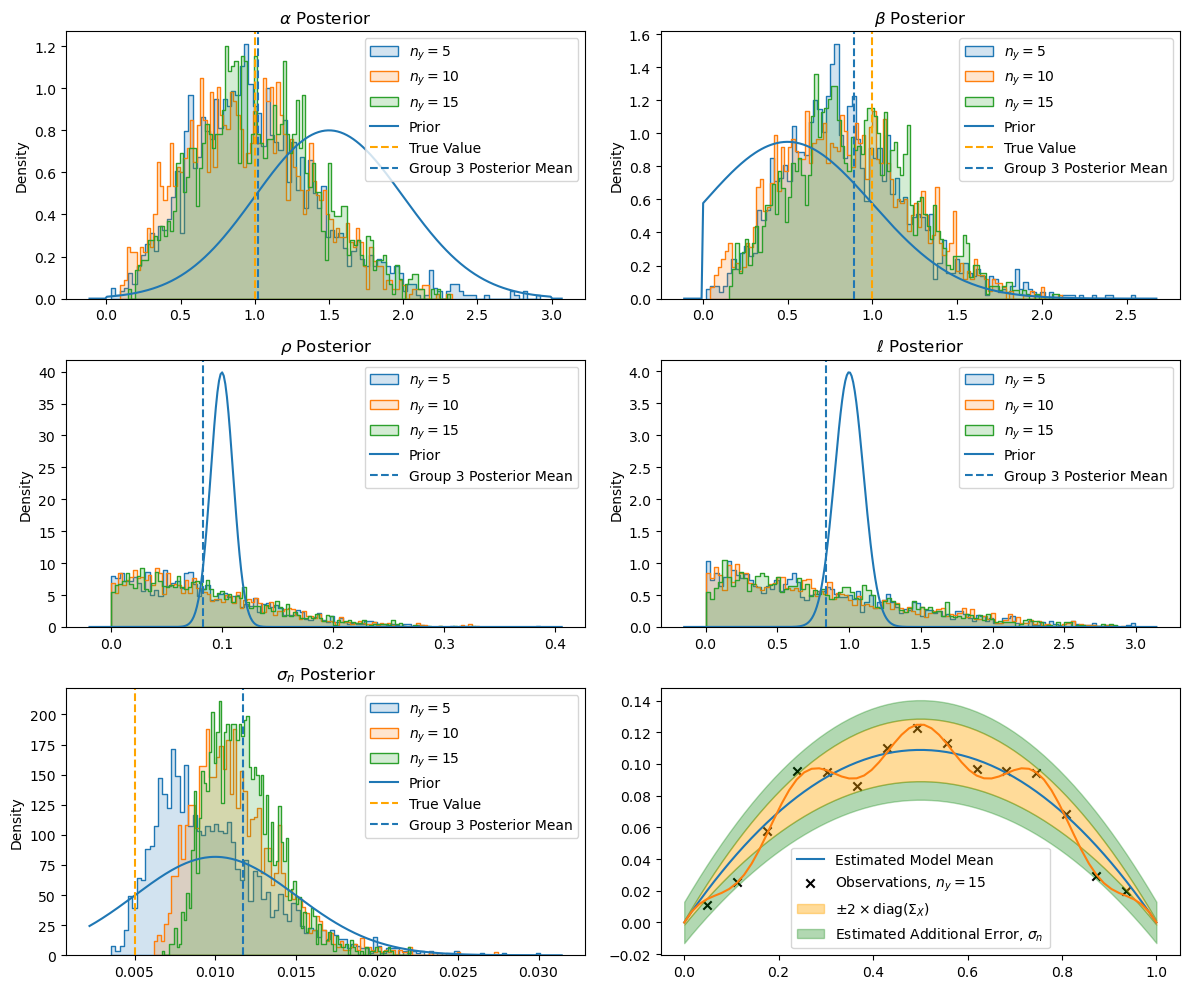 α Posterior
Density
1.2
1.0
0.8
0.6
0.4
0.2
0.0
0.0 0.5 1.0 1.5 2.0 2.5 3.0
n_y = 5
n_y = 10
n_y = 15
Prior
True Value
Group 3 Posterior Mean
β Posterior
Density
1.6
1.4
1.2
1.0
0.8
0.6
0.4
0.2
0.0
0.0 0.5 1.0 1.5 2.0 2.5
n_y = 5
n_y = 10
n_y = 15
Prior
True Value
Group 3 Posterior Mean
ρ Posterior
Density
40
35
30
25
20
15
10
5
0
0.0 0.1 0.2 0.3 0.4
n_y = 5
n_y = 10
n_y = 15
Prior
Group 3 Posterior Mean
ℓ Posterior
Density
4.0
3.5
3.0
2.5
2.0
1.5
1.0
0.5
0.0
0.0 0.5 1.0 1.5 2.0 2.5 3.0
n_y = 5
n_y = 10
n_y = 15
Prior
Group 3 Posterior Mean
σ_n Posterior
Density
200
175
150
125
100
75
50
25
0
0.005 0.010 0.015 0.020 0.025 0.030
n_y = 5
n_y = 10
n_y = 15
Prior
True Value
Group 3 Posterior Mean
0.14
0.12
0.10
0.08
0.06
0.04
0.02
0.00
−0.02
0.0 0.2 0.4 0.6 0.8 1.0
Estimated Model Mean
Observations, n_y = 15
±2 × diag(Σ_X)
Estimated Additional Error, σ_n